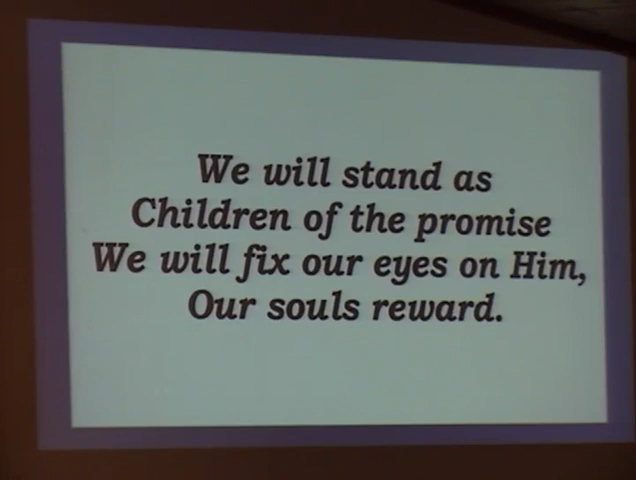 We will stand as
Children of the promise
We will fix our eyes on Him,
Our souls reward.